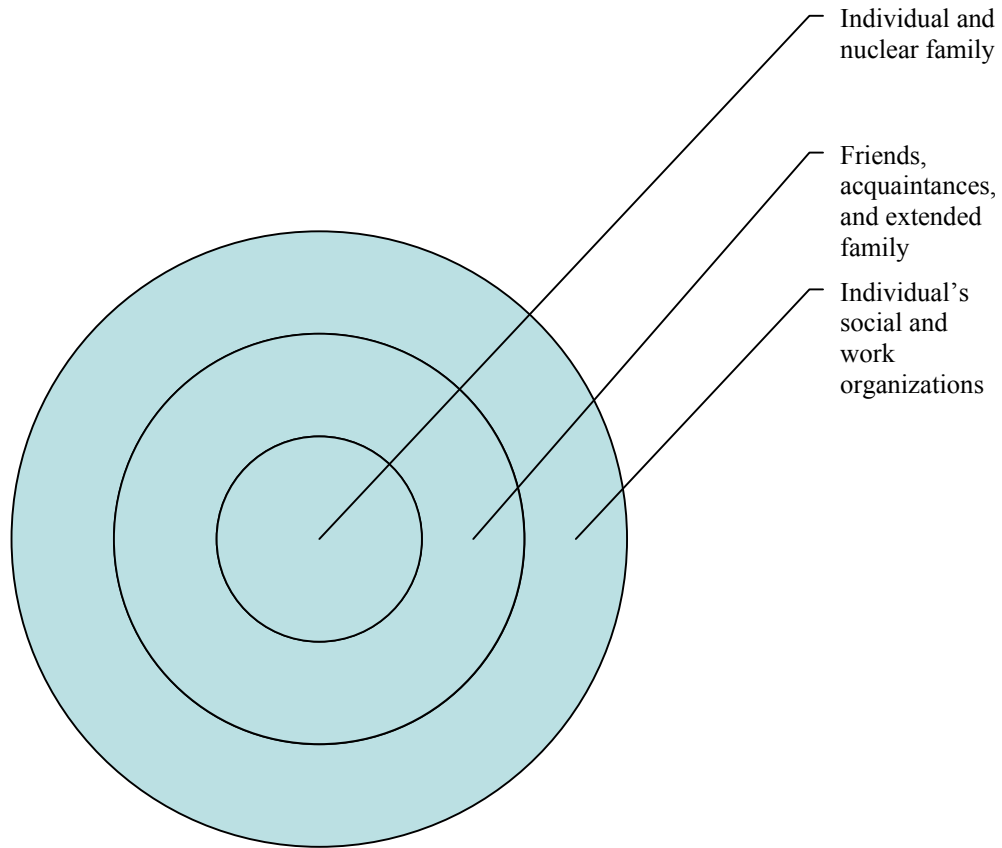 Individual and
nuclear family
Friends,
acquaintances,
and extended
family
Individual’s
social and
work
organizations